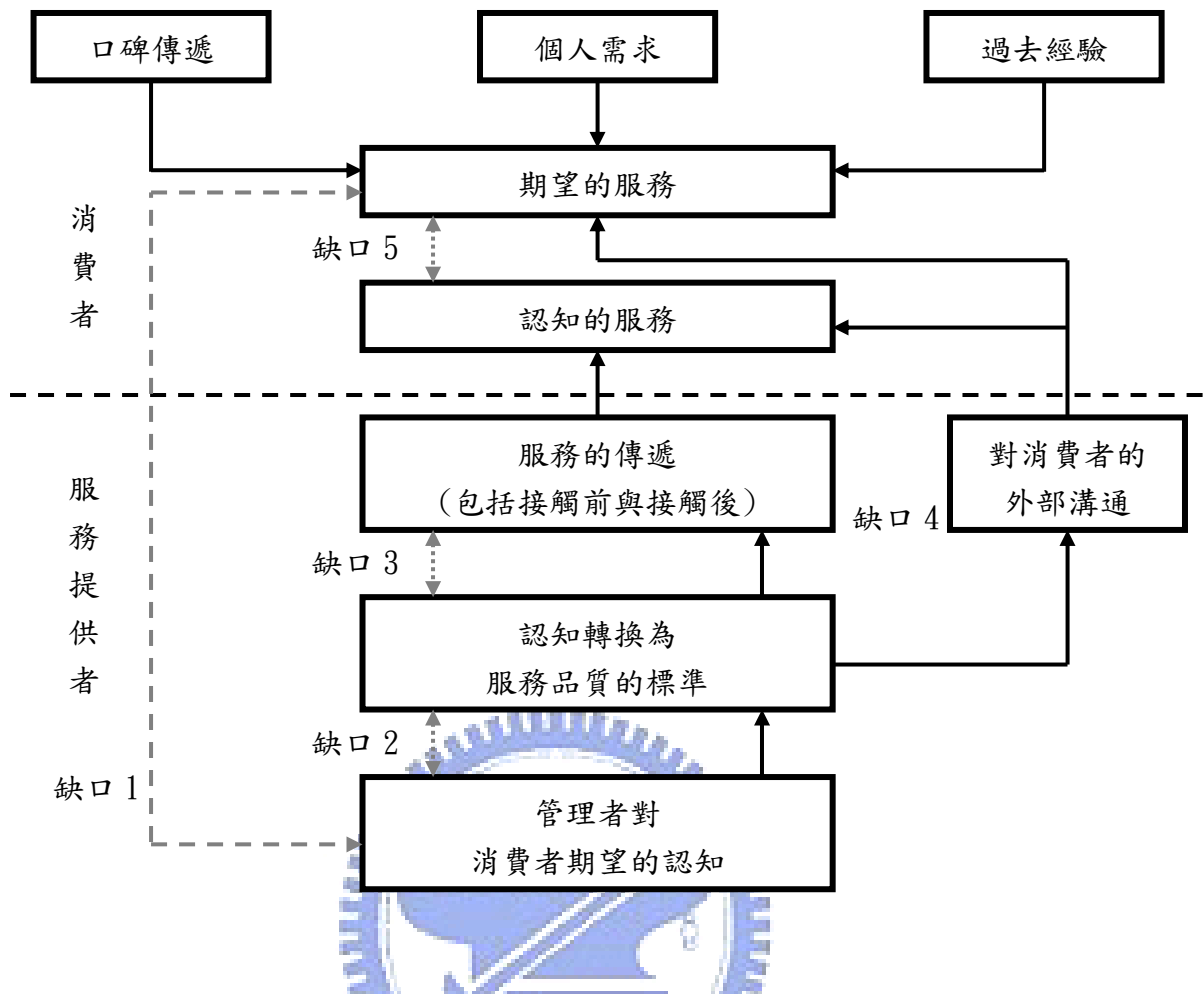 口碑傳遞
個人需求
過去經驗
期望的服務
消費者
缺口 5
認知的服務
服務的傳遞
（包括接觸前與接觸後）
對消費者的
外部溝通
缺口 4
服務提供者
缺口 3
認知轉換為
服務品質的標準
缺口 2
缺口 1
管理者對
消費者期望的認知